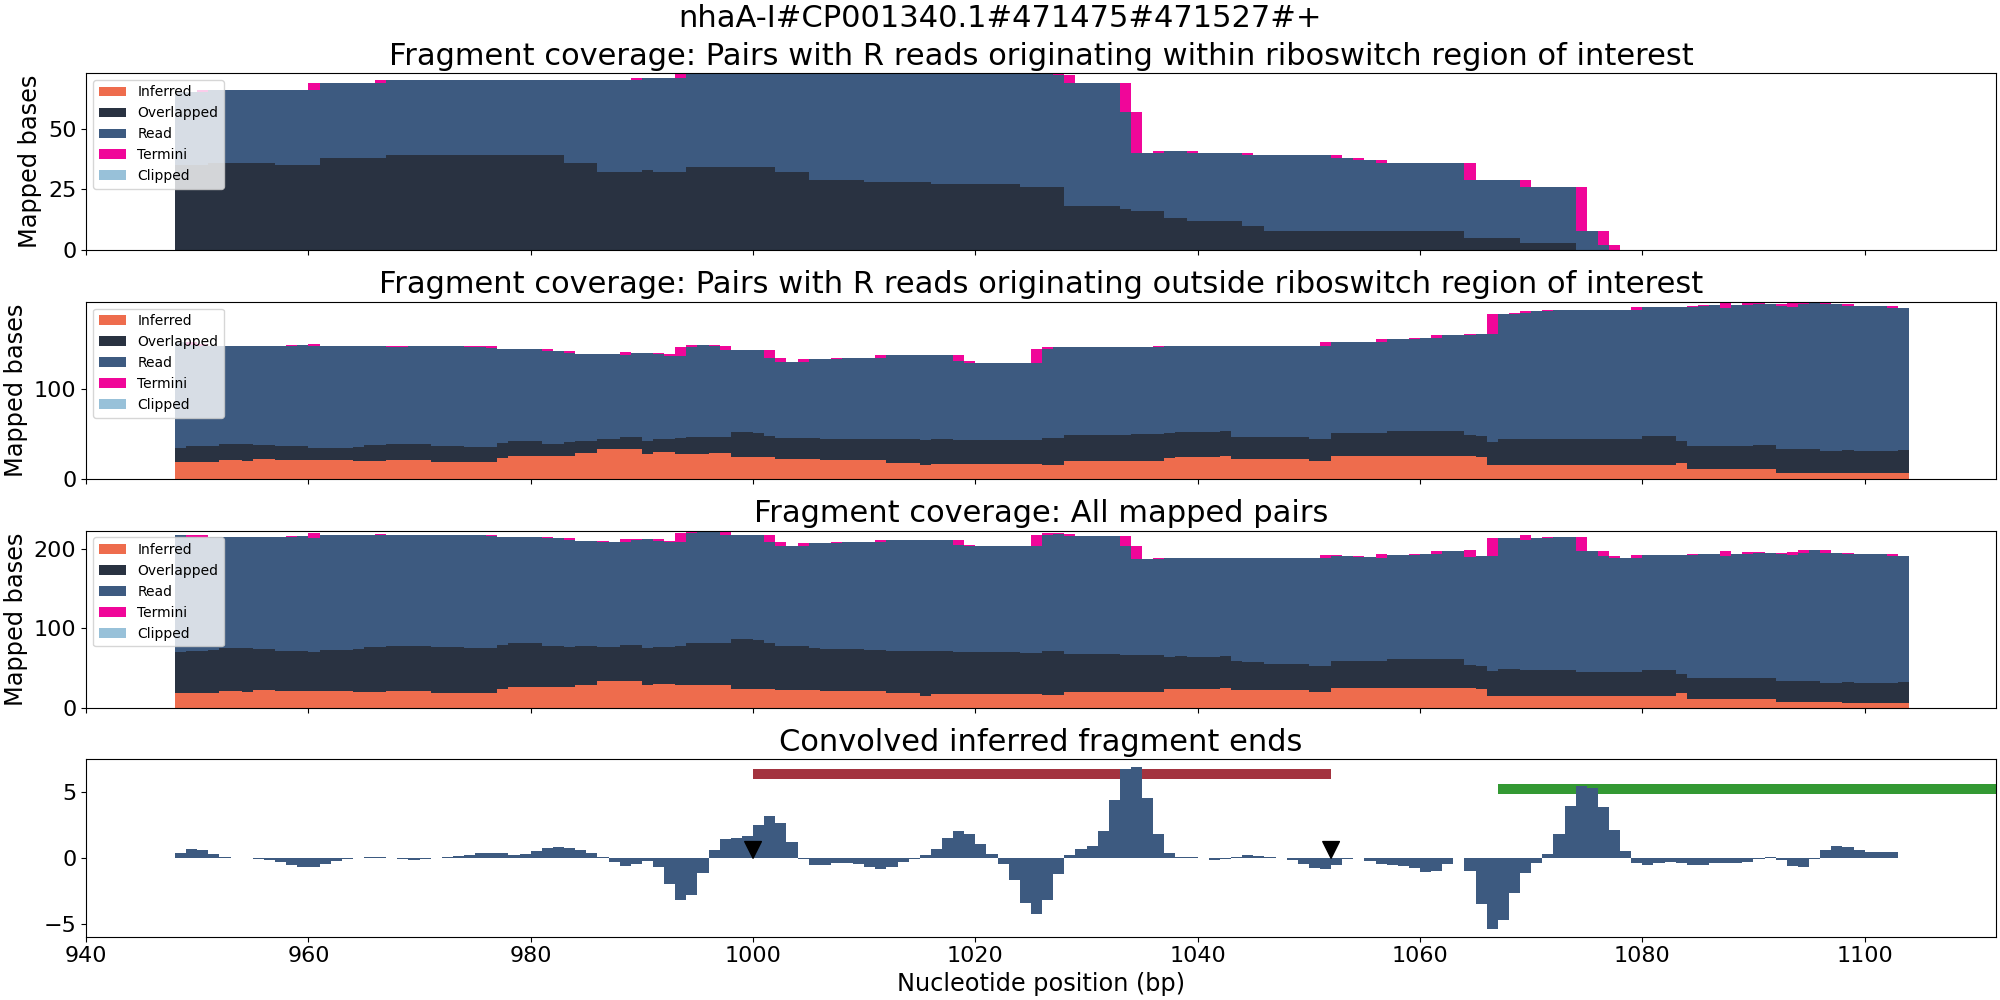 nhaA-I#CP001340.1#471475#471527#+
Fragment coverage: Pairs with R reads originating within riboswitch region of interest
Mapped bases
50
25
0
Inferred
Overlapped
Read
Termini
Clipped
Fragment coverage: Pairs with R reads originating outside riboswitch region of interest
Mapped bases
100
0
Inferred
Overlapped
Read
Termini
Clipped
Fragment coverage: All mapped pairs
Mapped bases
200
100
0
Inferred
Overlapped
Read
Termini
Clipped
Convolved inferred fragment ends
5
0
−5
940 960 980 1000 1020 1040 1060 1080 1100
Nucleotide position (bp)